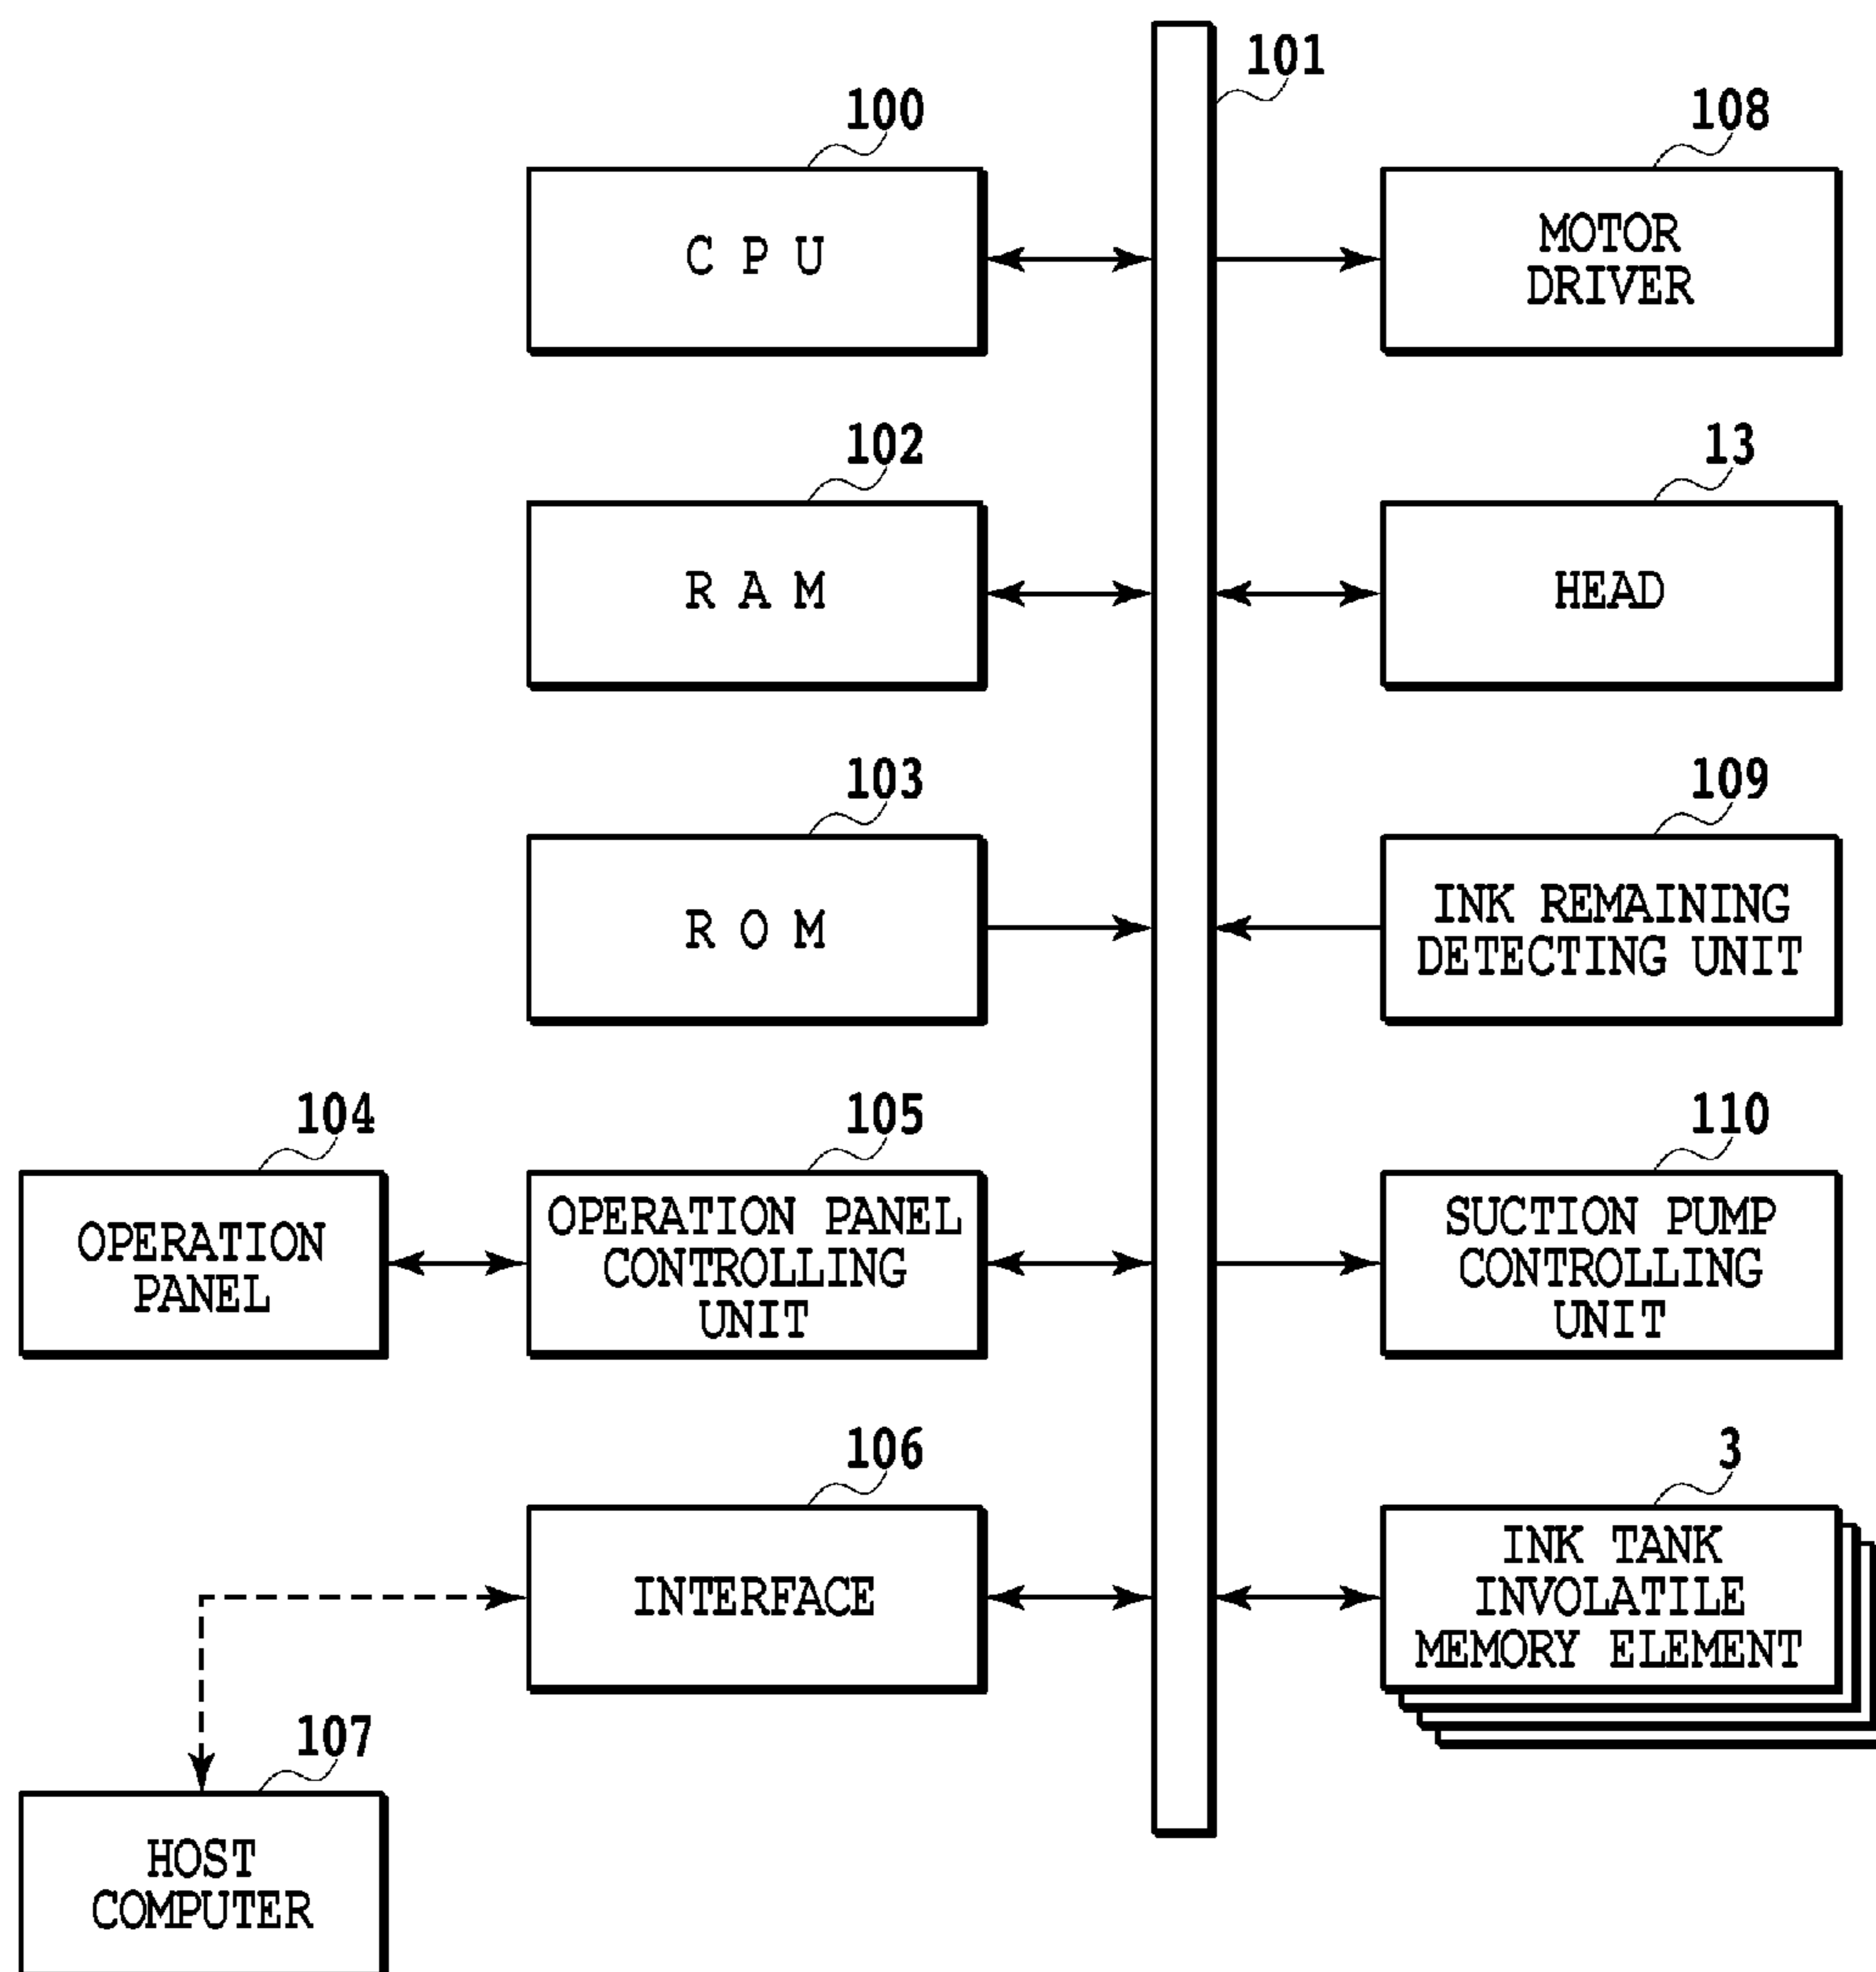 101
100
C P U
108
MOTOR
DRIVER
102
R A M
13
HEAD
103
R O M
109
INK REMAINING
DETECTING UNIT
104
OPERATION
PANEL
105
OPERATION PANEL
CONTROLLING
UNIT
110
SUCTION PUMP
CONTROLLING
UNIT
106
INTERFACE
3
INK TANK
INVOLATILE
MEMORY ELEMENT
107
HOST
COMPUTER